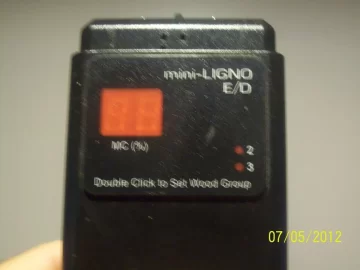 mini-LIGNO
E/D
MC (%)
2
3
Double Click to Set Wood Group
07/05/2012